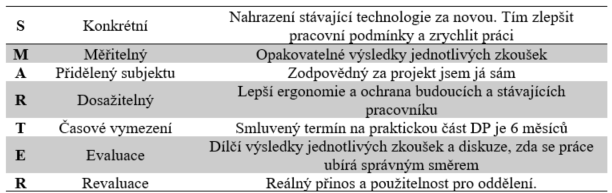 S Konkrétní Nahrazení stávající technologie za novou. Tím zlepšit
pracovní podmínky a zrychlit práci
M Měřitelný Opakovatelné výsledky jednotlivých zkoušek
A Přidělený subjektu Zodpovědný za projekt jsem já sám
R Dosažitelný Lepší ergonomie a ochrana budoucích a stávajících
pracovníku
T Časové vymezení Smluvený termín na praktickou část DP je 6 měsíců
E Evaluace Dílčí výsledky jednotlivých zkoušek a diskuze, zda se práce
ubírá správným směrem
R Revaluace Reálný přínos a použitelnost pro oddělení.